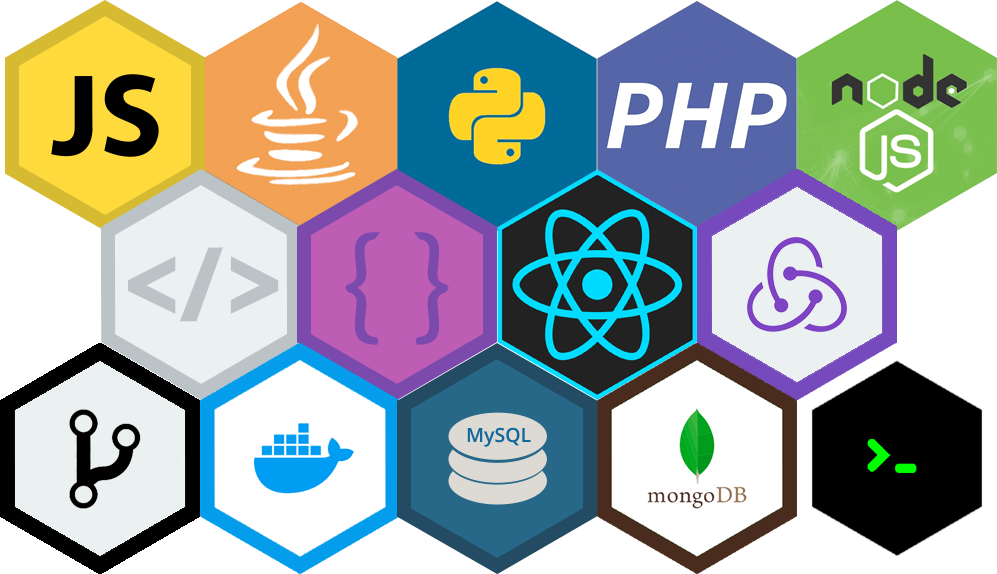 JS
PHP
node
JS
</>
{ }
MySQL
mongoDB
>_